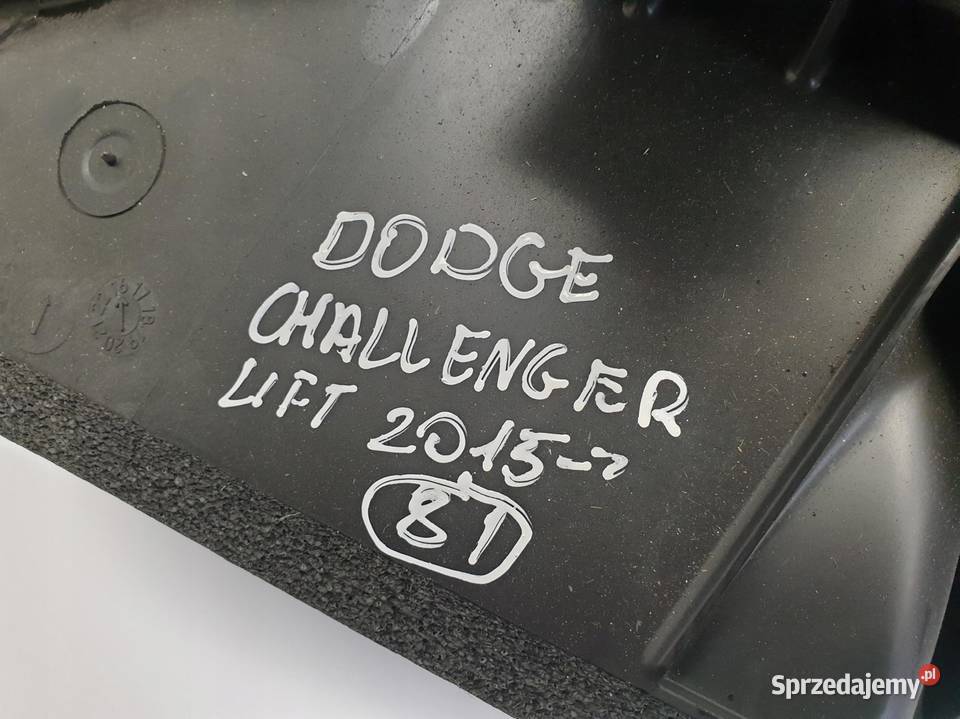 DODGE
CHALLENGER
LIFT 2015->
81
Sprzedajemy.pl